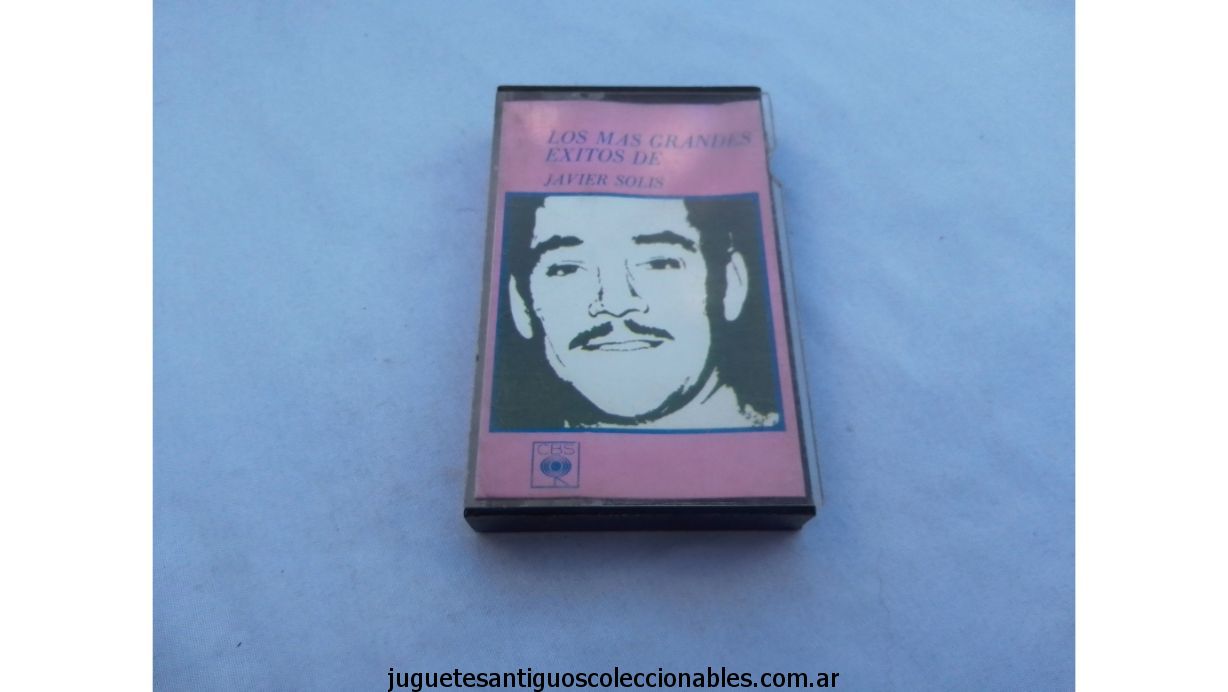 LOS MAS GRANDES
EXITOS DE
JAVIER SOLIS
CBS
juguetesantiguoscoleccionables.com.ar